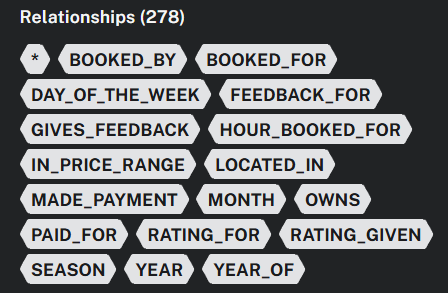 Relationships (278)
* BOOKED_BY BOOKED_FOR
DAY_OF_THE_WEEK FEEDBACK_FOR
GIVES_FEEDBACK HOUR_BOOKED_FOR
IN_PRICE_RANGE LOCATED_IN
MADE_PAYMENT MONTH OWNS
PAID_FOR RATING_FOR RATING_GIVEN
SEASON YEAR YEAR_OF